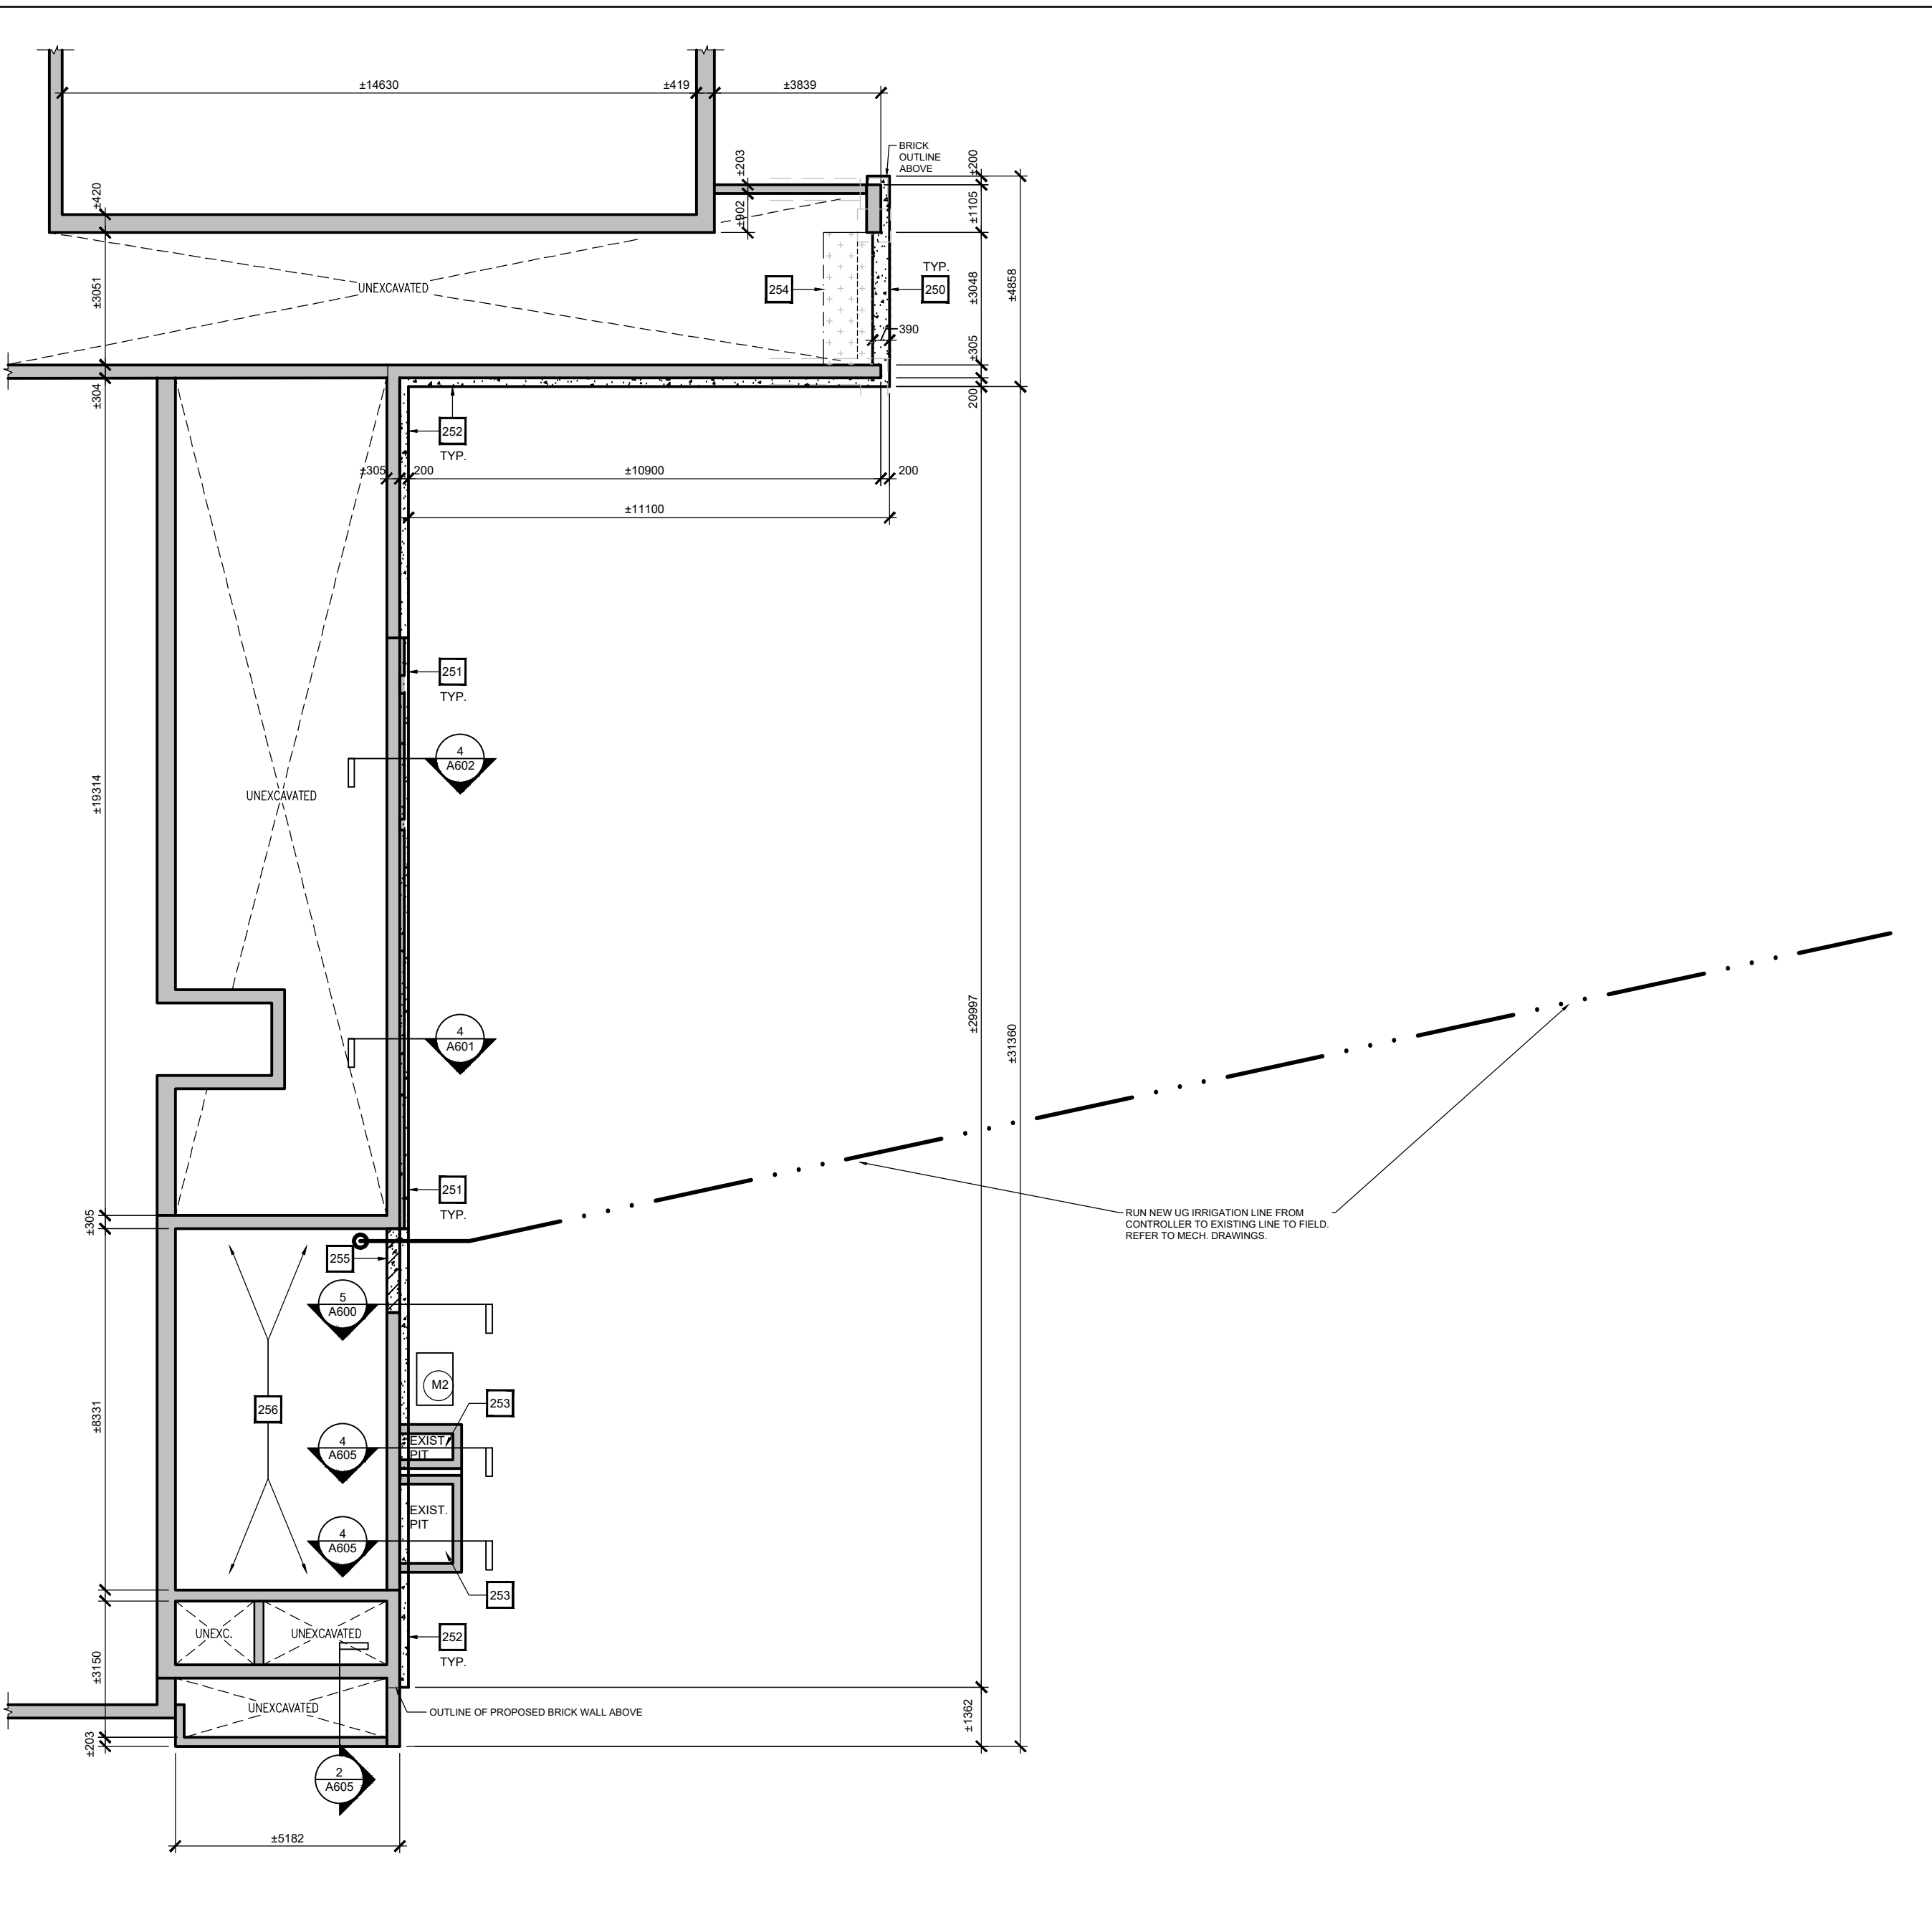 ±14630
±419
±3839
BRICK
OUTLINE
ABOVE
±203
±200
±420
±902
±1105
UNEXCAVATED
±3051
254
TYP.
250
±3048
±4858
390
±305
±304
200
252
TYP.
±305
200
±10900
200
±11100
251
TYP.
4
A602
UNEXCAVATED
±19314
4
A601
±29997
±31360
251
TYP.
RUN NEW UG IRRIGATION LINE FROM
CONTROLLER TO EXISTING LINE TO FIELD.
REFER TO MECH. DRAWINGS.
±305
255
5
A600
M2
256
253
±8331
4
A605
EXIST.
PIT
EXIST.
PIT
4
A605
253
UNEXC.
UNEXCAVATED
252
TYP.
±3150
UNEXCAVATED
OUTLINE OF PROPOSED BRICK WALL ABOVE
±1362
±203
2
A605
±5182